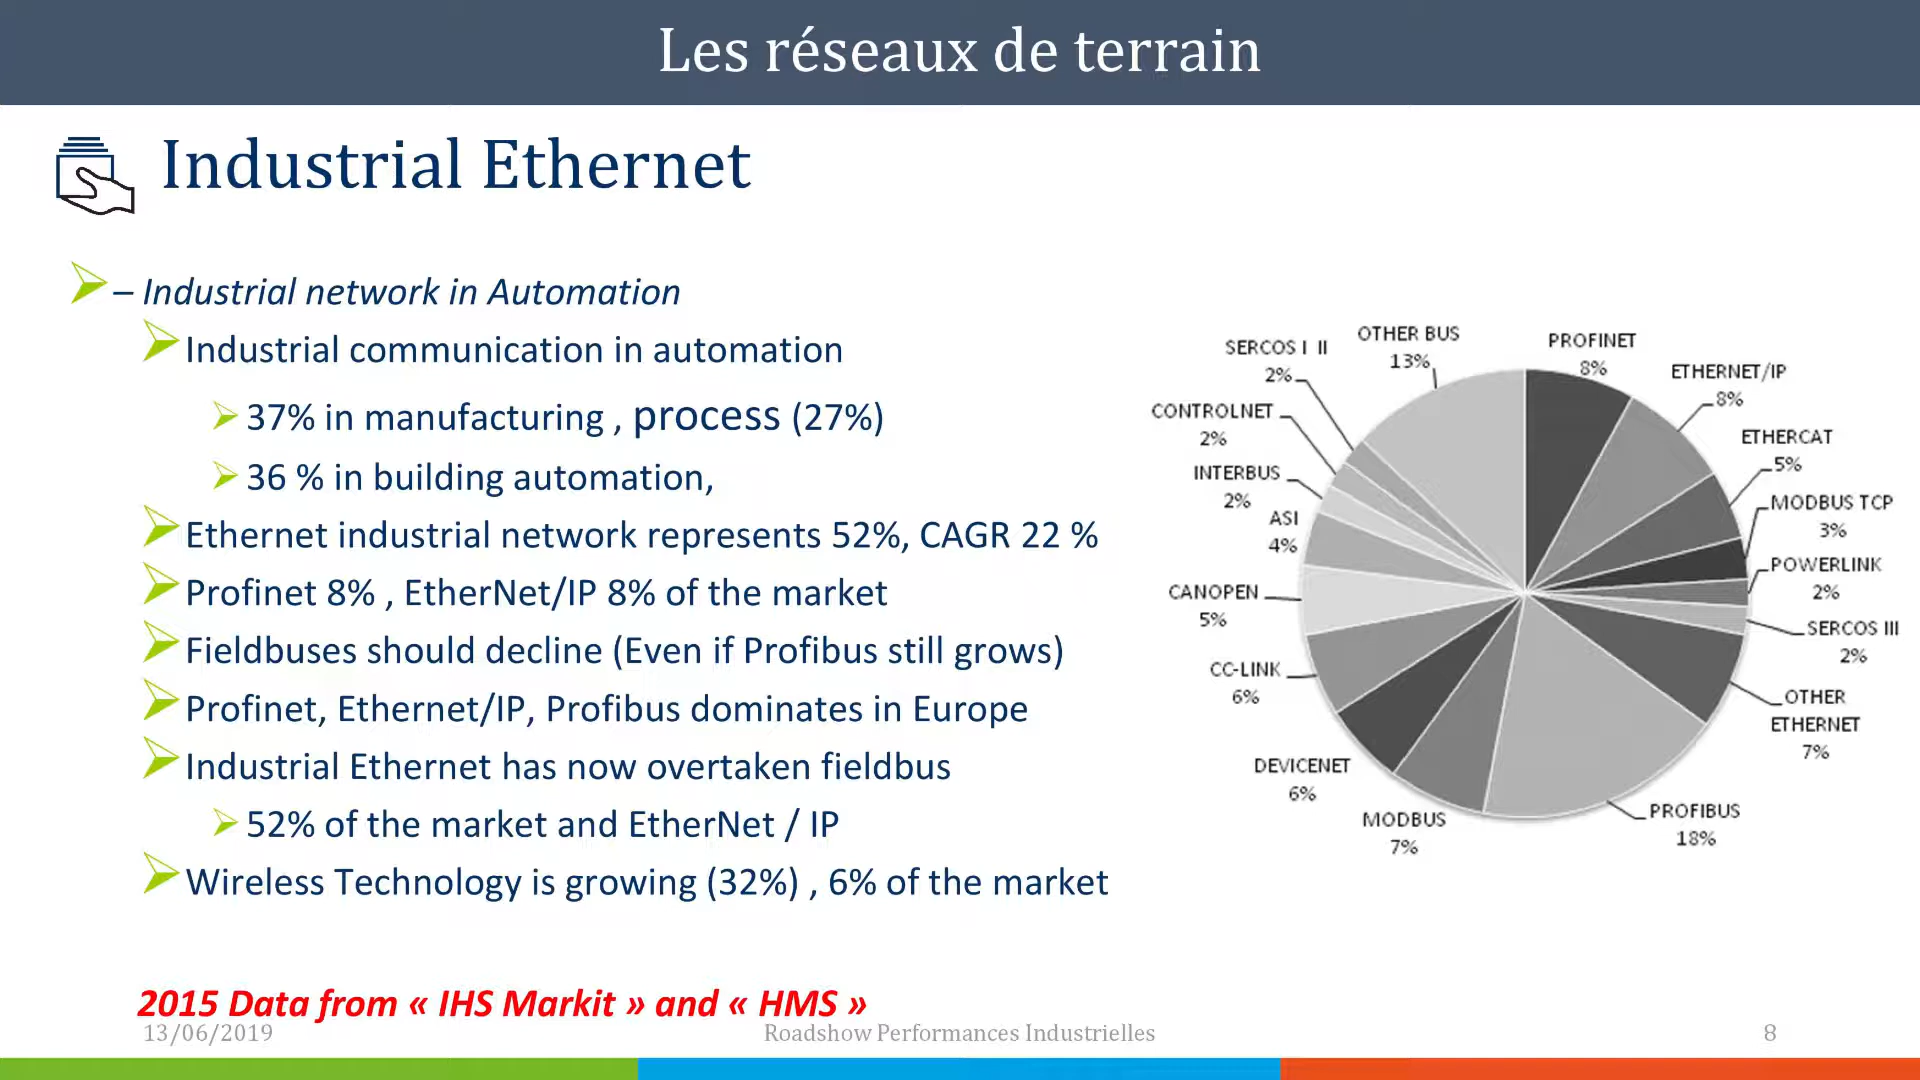 Les réseaux de terrain
Industrial Ethernet
– Industrial network in Automation
Industrial communication in automation
37% in manufacturing , process (27%)
36 % in building automation,
Ethernet industrial network represents 52%, CAGR 22 %
Profinet 8% , EtherNet/IP 8% of the market
Fieldbuses should decline (Even if Profibus still grows)
Profinet, Ethernet/IP, Profibus dominates in Europe
Industrial Ethernet has now overtaken fieldbus
52% of the market and EtherNet / IP
Wireless Technology is growing (32%) , 6% of the market
PROFINET
8%
ETHERNET/IP
8%
ETHERCAT
5%
MODBUS TCP
3%
POWERLINK
2%
SERCOS III
2%
OTHER
ETHERNET
7%
PROFIBUS
18%
MODBUS
7%
DEVICENET
6%
CC-LINK
6%
CANOPEN
5%
ASI
4%
INTERBUS
2%
CONTROLNET
2%
SERCOS I II
2%
OTHER BUS
13%
2015 Data from « IHS Markit » and « HMS »
13/06/2019
Roadshow Performances Industrielles
8